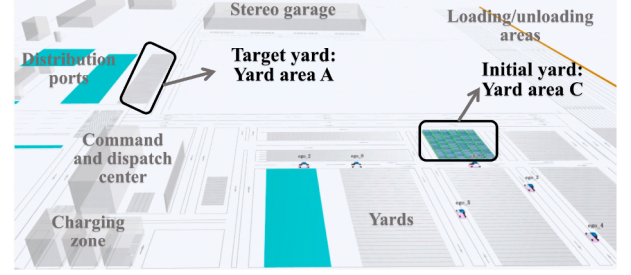 Stereo garage
Loading/unloading
areas
Distribution
ports
Target yard:
Yard area A
Initial yard:
Yard area C
Command
and dispatch
center
Charging
zone
Yards